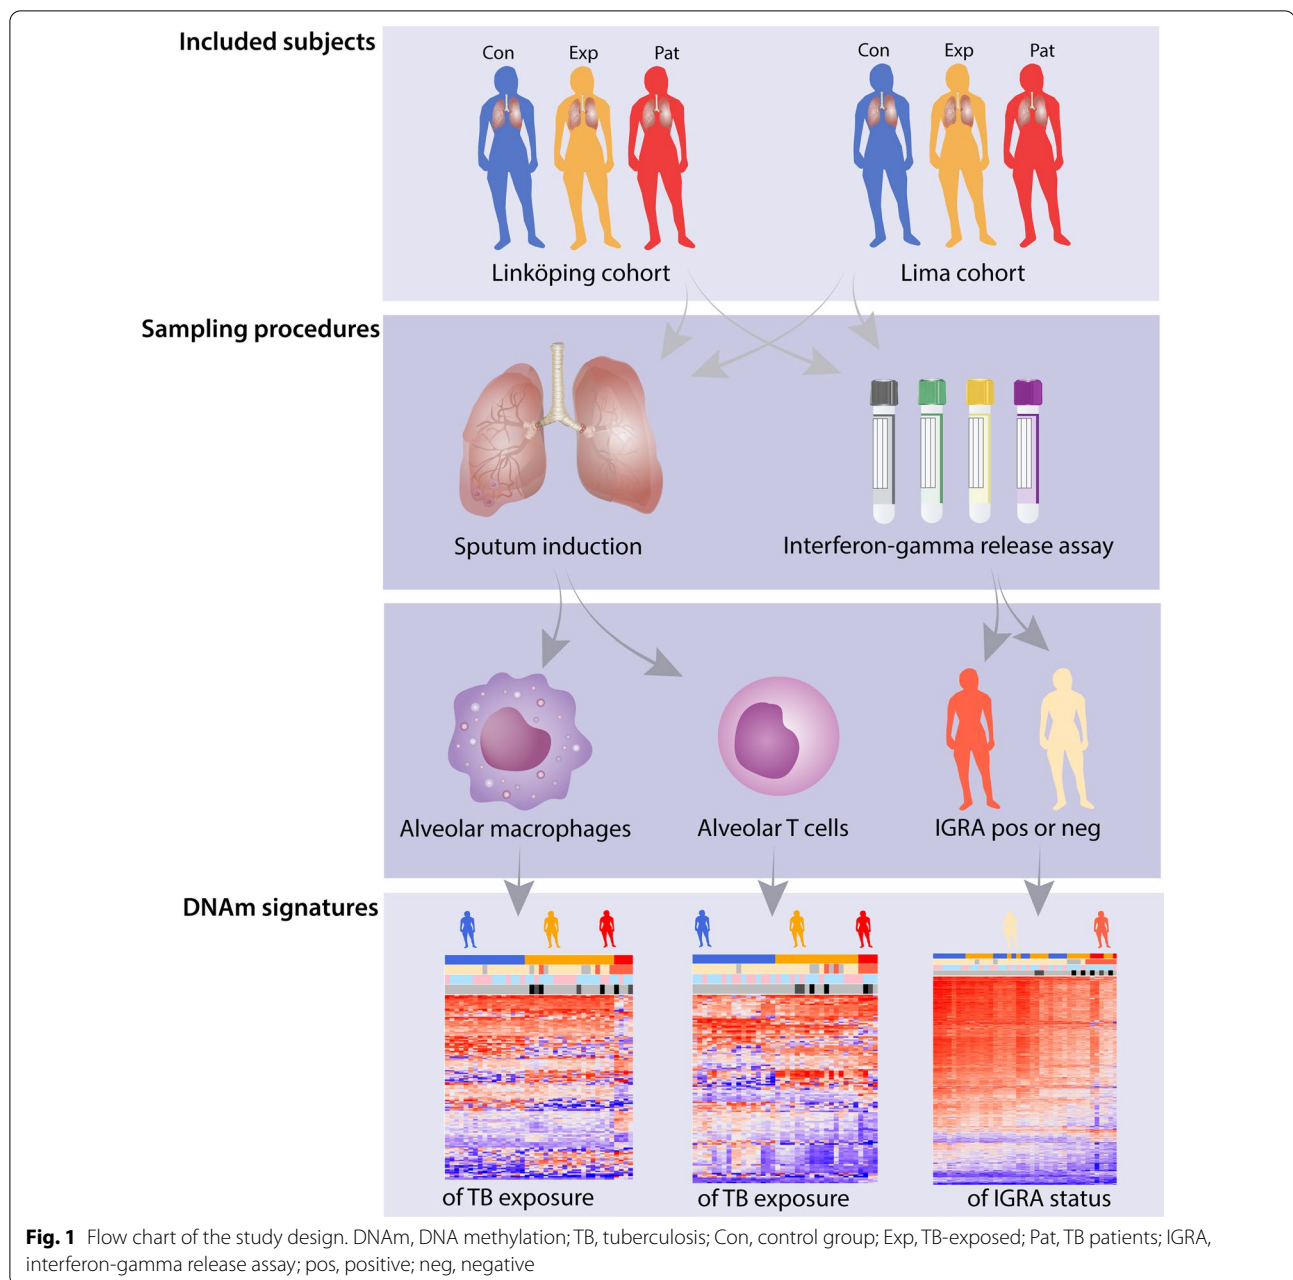 Included subjects
Con Exp Pat
Con Exp Pat
Linköping cohort
Lima cohort
Sampling procedures
Sputum induction
Interferon-gamma release assay
Alveolar macrophages
Alveolar T cells
IGRA pos or neg
DNAm signatures
of TB exposure
of TB exposure
of IGRA status
Fig. 1 Flow chart of the study design. DNAm, DNA methylation; TB, tuberculosis; Con, control group; Exp, TB-exposed; Pat, TB patients; IGRA,
interferon-gamma release assay; pos, positive; neg, negative